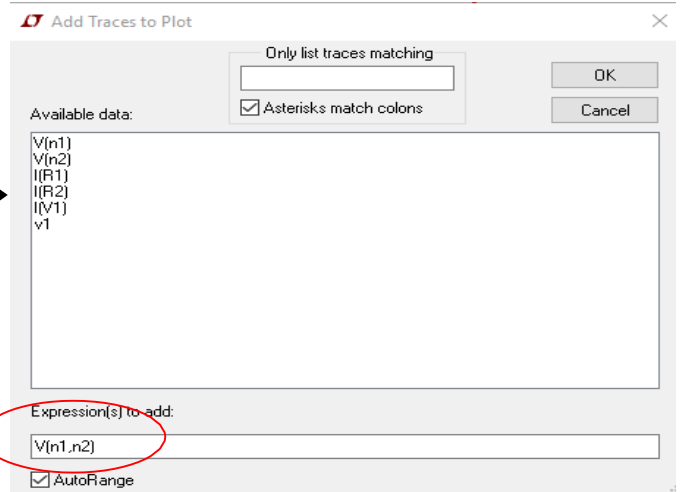 Add Traces to Plot
Only list traces matching
OK
Asterisks match colons
Cancel
Available data:
V(n1)
V(n2)
I(R1)
I(R2)
I(V1)
v1
Expression(s) to add:
V(n1,n2)
AutoRange